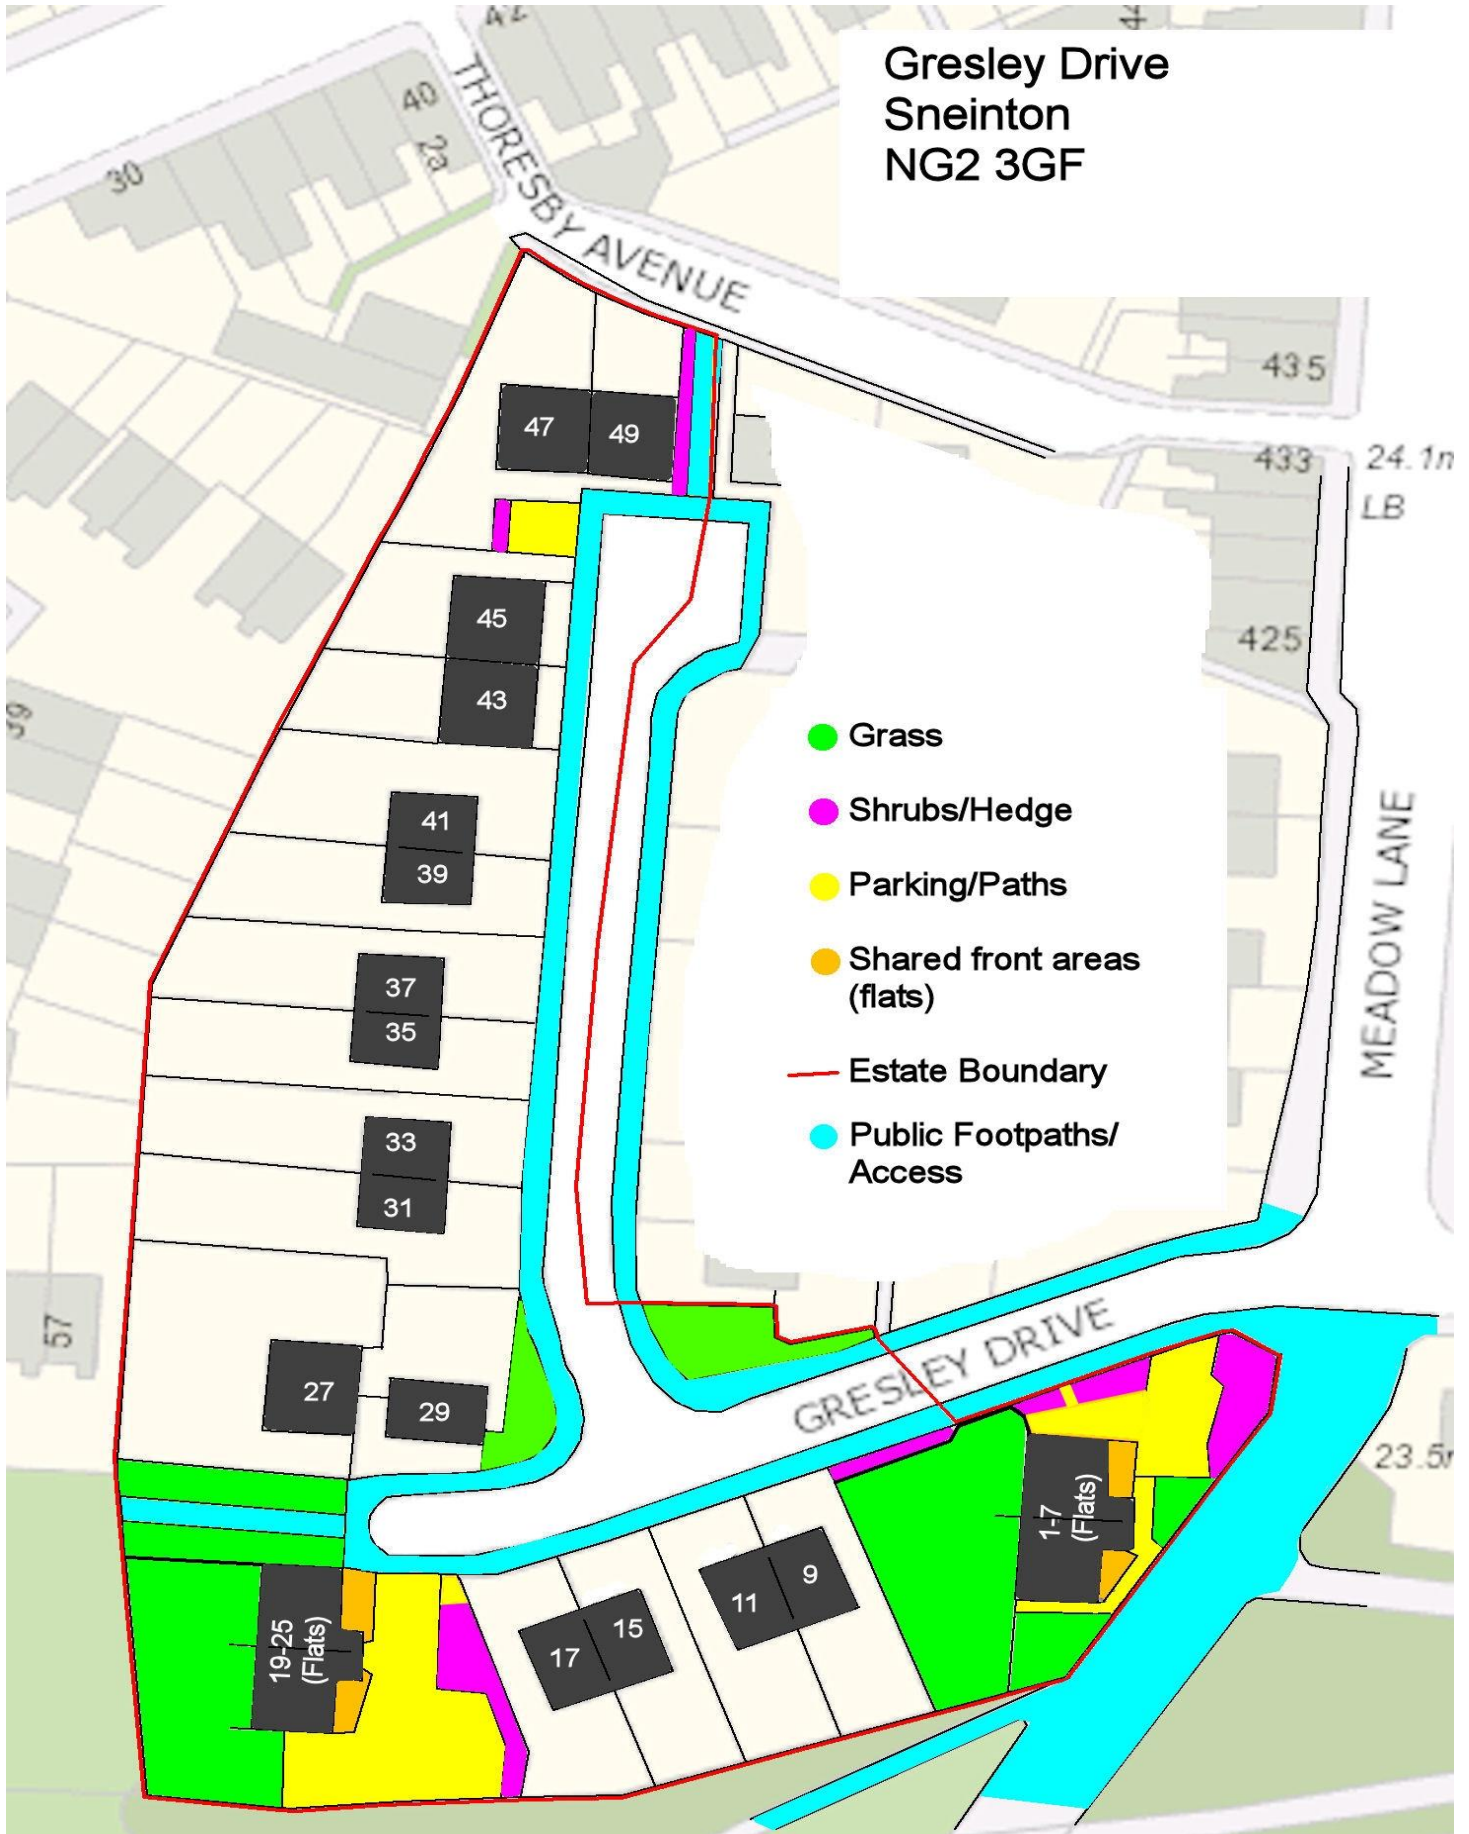 42
44
Gresley Drive
Sneinton
NG2 3GF
40
2a
30
THORESBY AVENUE
435
433
24.1m
LB
47
49
45
43
425
59
Grass
Shrubs/Hedge
Parking/Paths
Shared front areas
(flats)
Estate Boundary
Public Footpaths/
Access
MEADOW LANE
41
39
37
35
33
31
57
27
29
GRESLEY DRIVE
23.5m
1-7
(Flats)
9
11
15
17
19-25
(Flats)